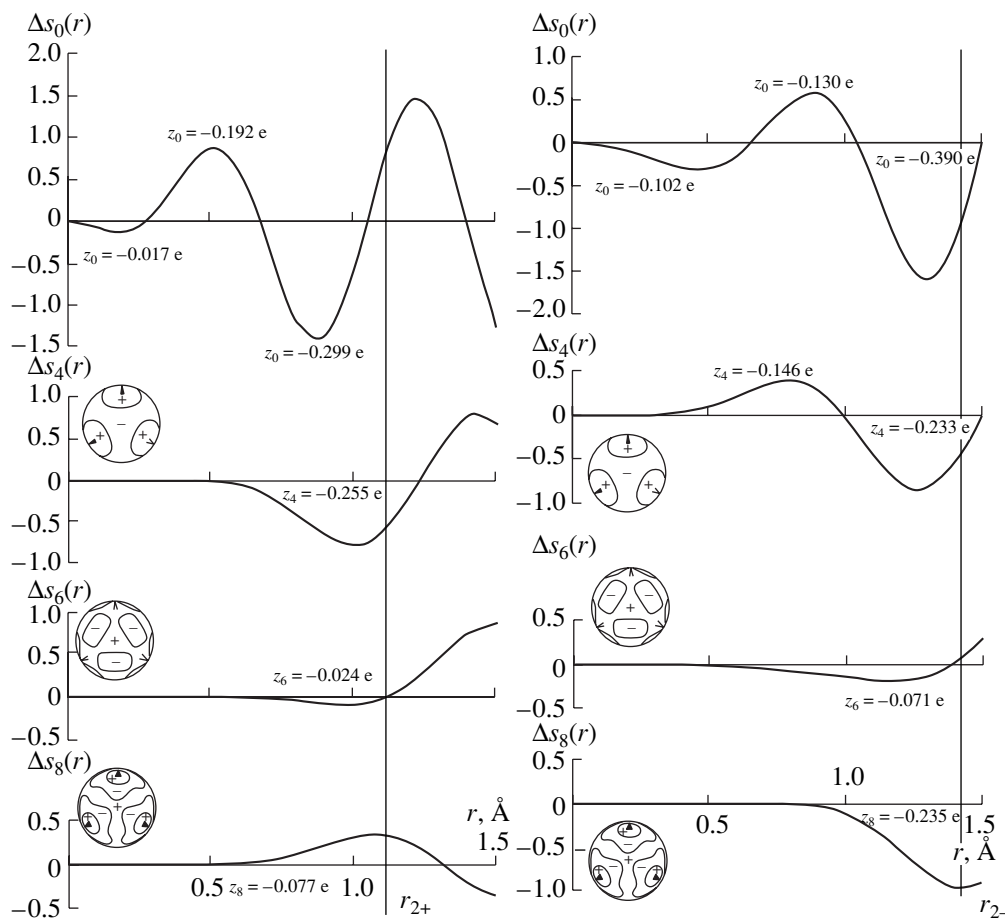 Δs₀(r)
2.0
1.5
1.0
0.5
0
−0.5
−1.0
−1.5
z₀ = −0.192 e
z₀ = −0.017 e
z₀ = −0.299 e
Δs₄(r)
1.0
0.5
0
−0.5
−1.0
+
−
+ +
z₄ = −0.255 e
Δs₆(r)
1.0
0.5
0
−0.5
− −
+
−
z₆ = −0.024 e
Δs₈(r)
0.5
0
−0.5
+
−
+
+ − − +
z₈ = −0.077 e
0.5
1.0
r, Å
1.5
r₂₊
Δs₀(r)
1.0
0.5
0
−0.5
−1.0
−1.5
−2.0
z₀ = −0.130 e
z₀ = −0.102 e
z₀ = −0.390 e
Δs₄(r)
0.5
0
−0.5
−1.0
+
−
+ +
z₄ = −0.146 e
z₄ = −0.233 e
Δs₆(r)
0.5
0
−0.5
− −
+
−
z₆ = −0.071 e
Δs₈(r)
0
−0.5
−1.0
+
−
+
+ − − +
0.5
1.0
z₈ = −0.235 e
1.5
r, Å
r₂₋